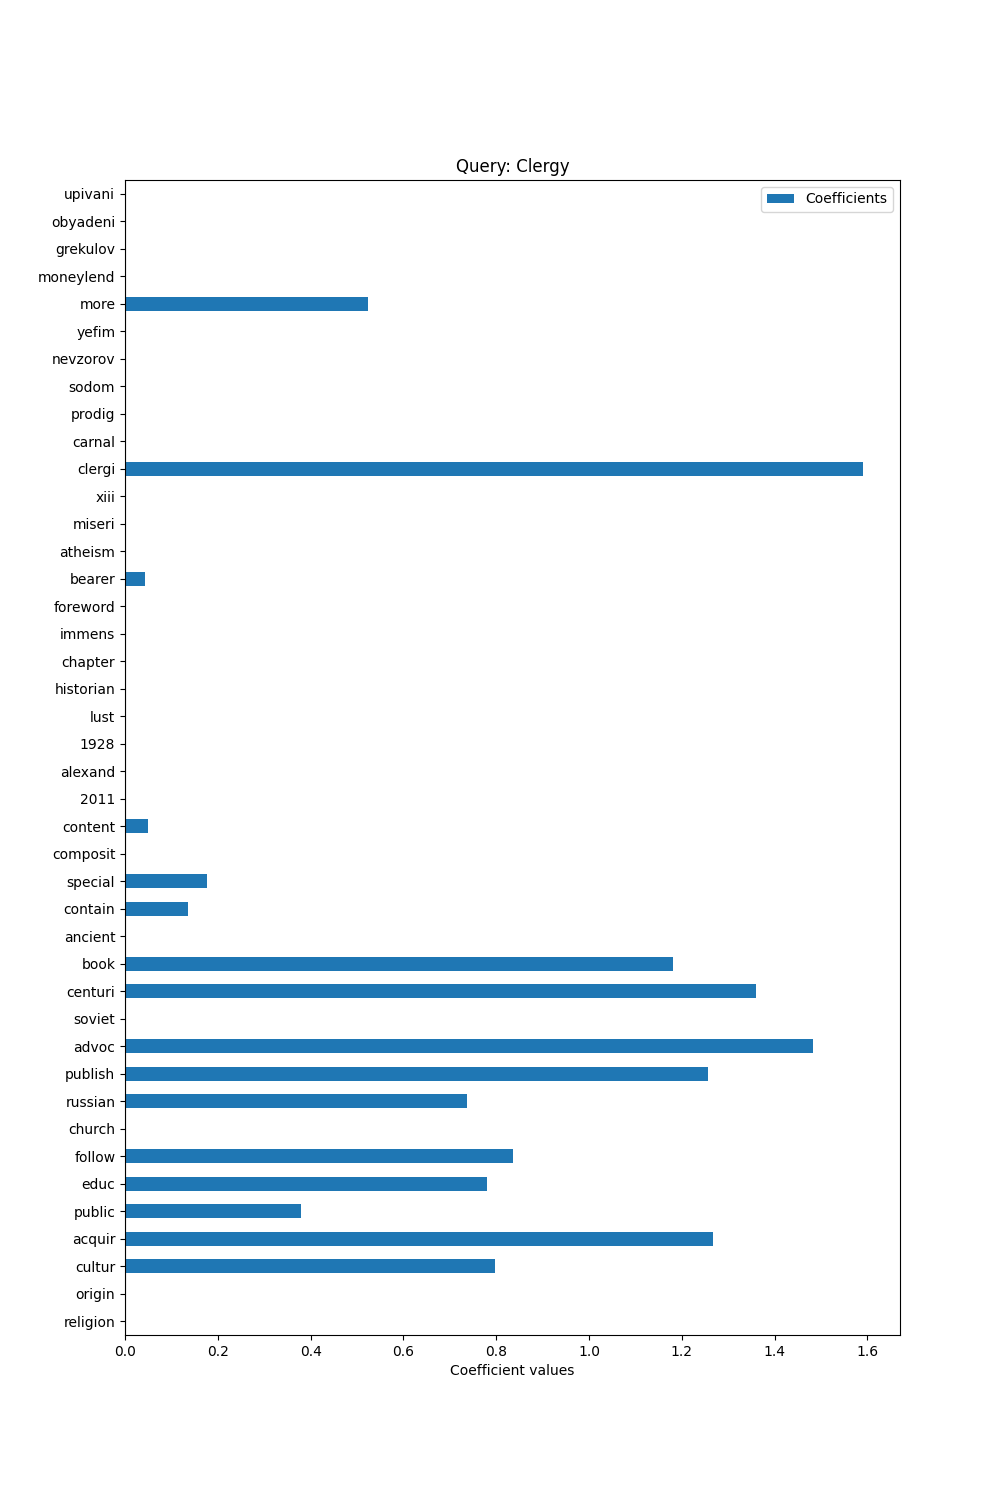 Query: Clergy
Coefficients
upivani
obyadeni
grekulov
moneylend
more
yefim
nevzorov
sodom
prodig
carnal
clergi
xiii
miseri
atheism
bearer
foreword
immens
chapter
historian
lust
1928
alexand
2011
content
composit
special
contain
ancient
book
centuri
soviet
advoc
publish
russian
church
follow
educ
public
acquir
cultur
origin
religion
0.0 0.2 0.4 0.6 0.8 1.0 1.2 1.4 1.6
Coefficient values